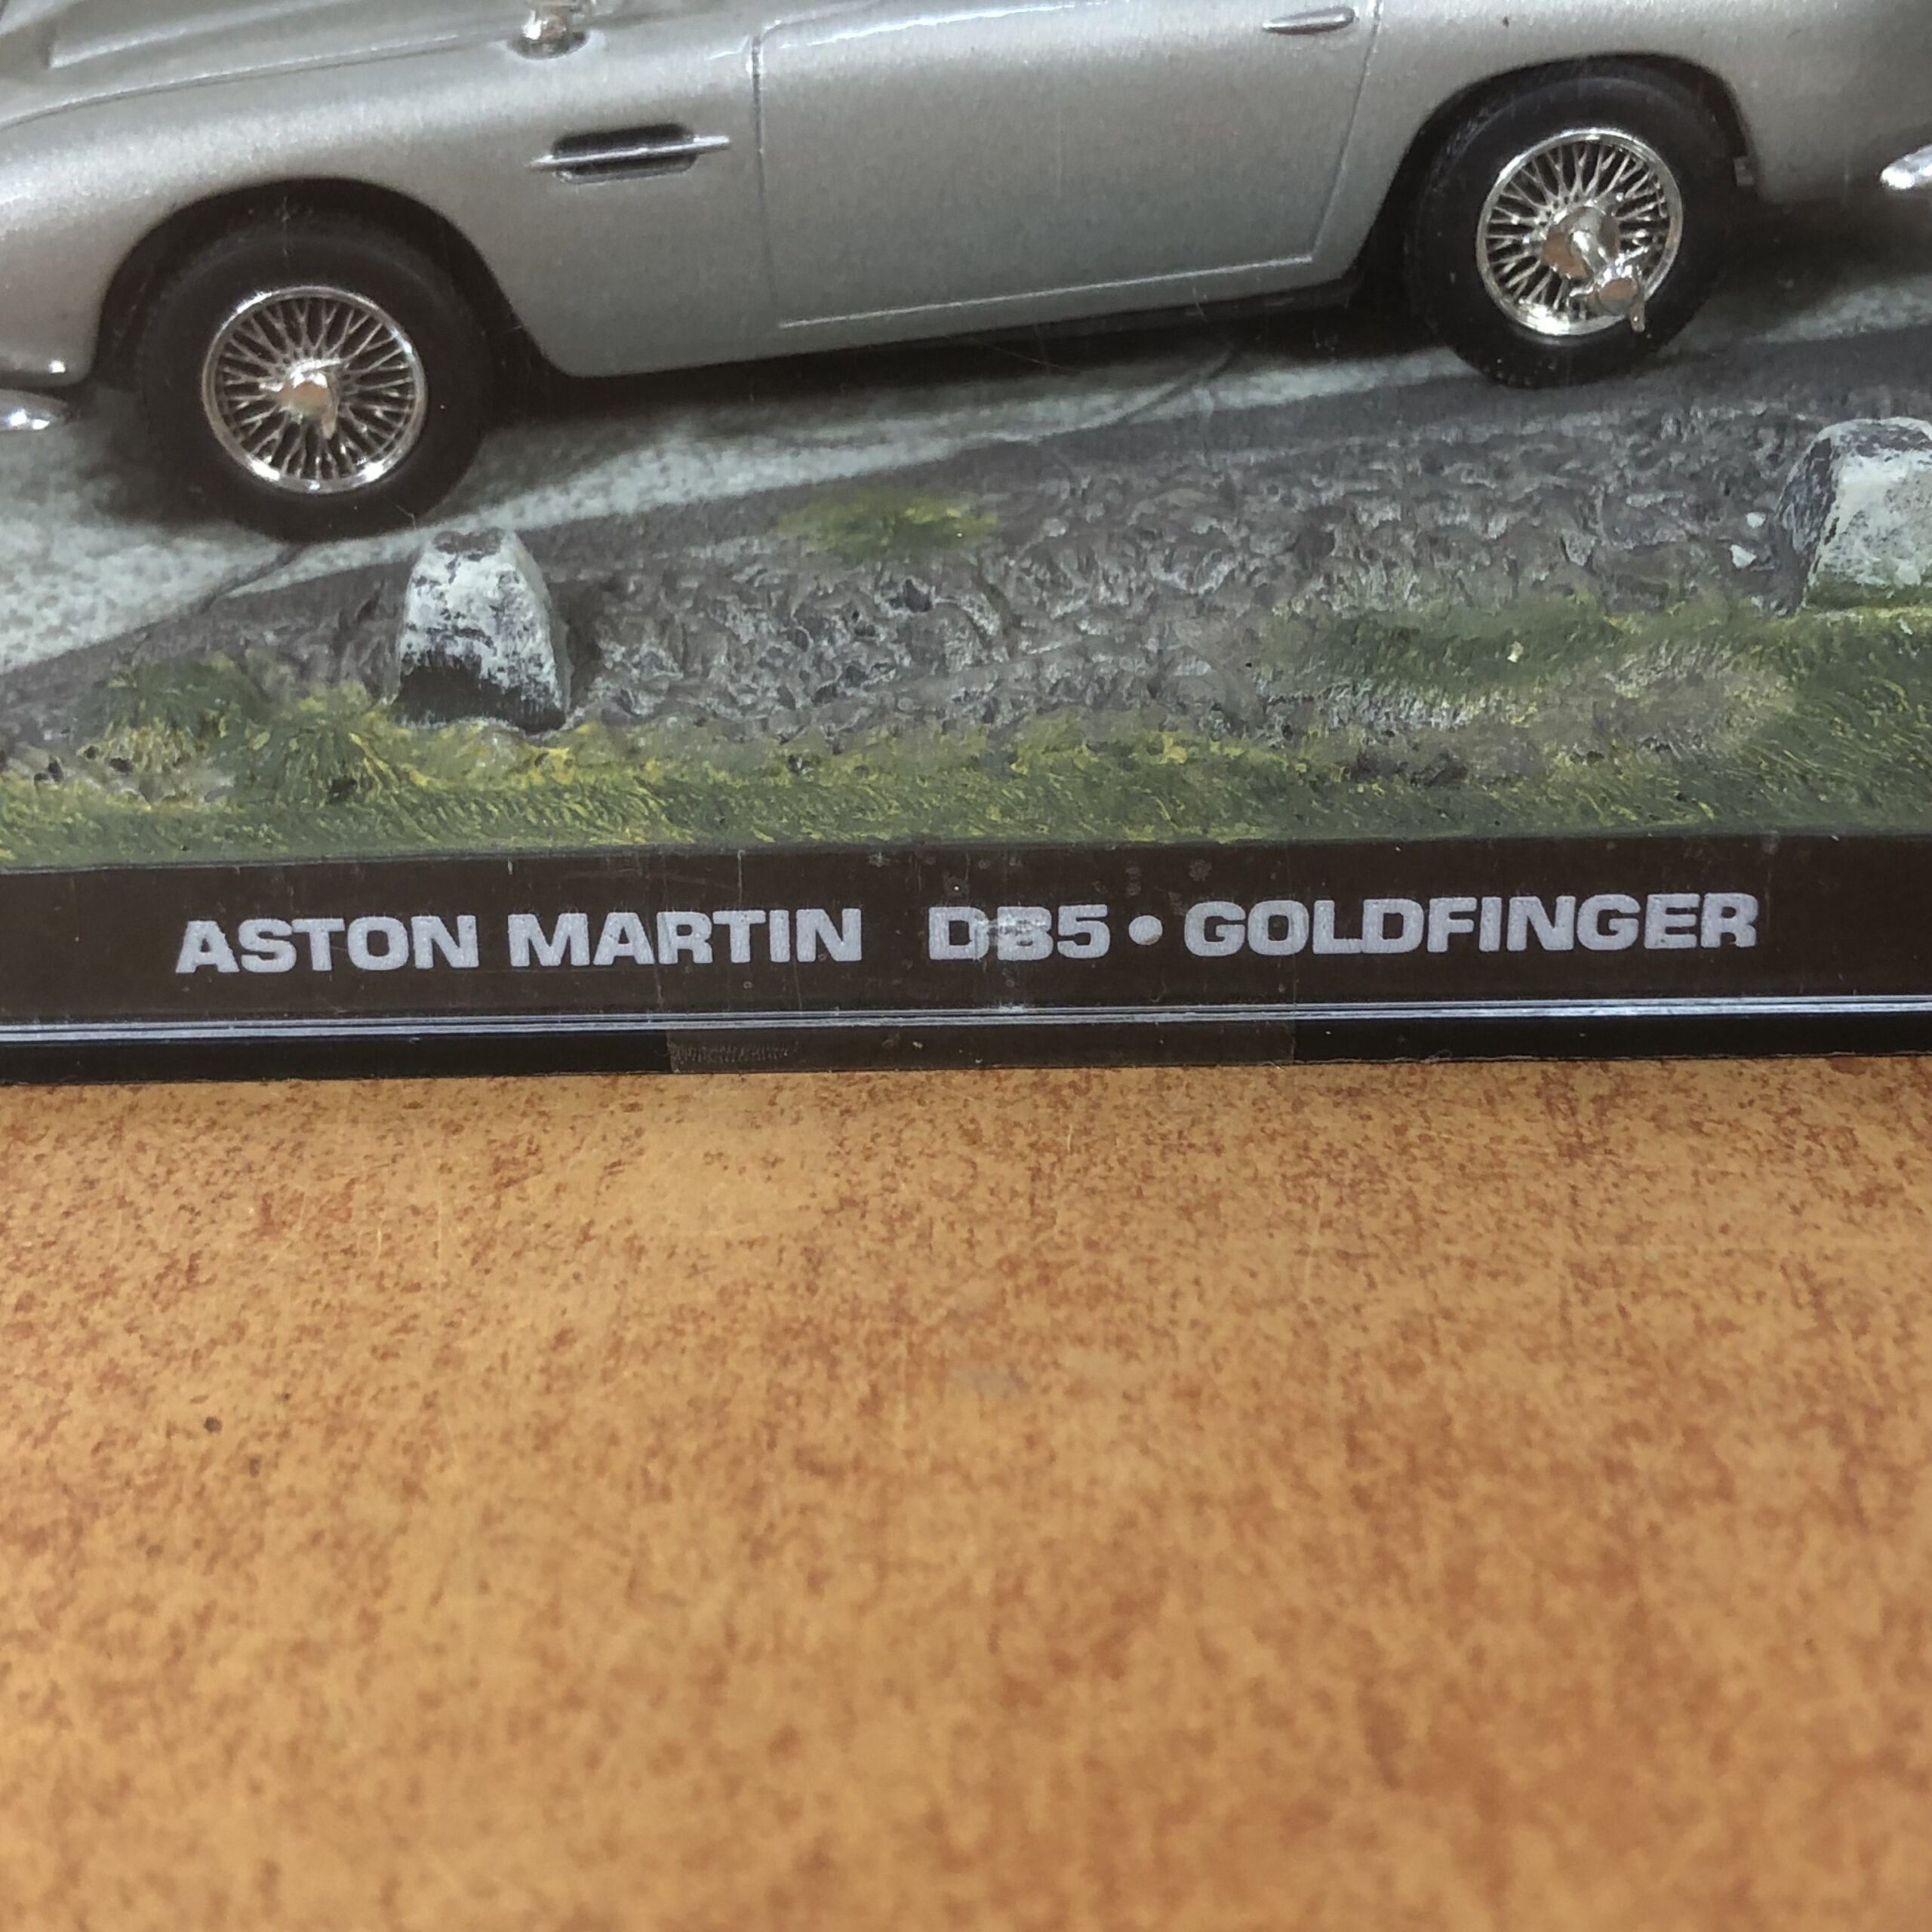 ASTON MARTIN DB5 • GOLDFINGER